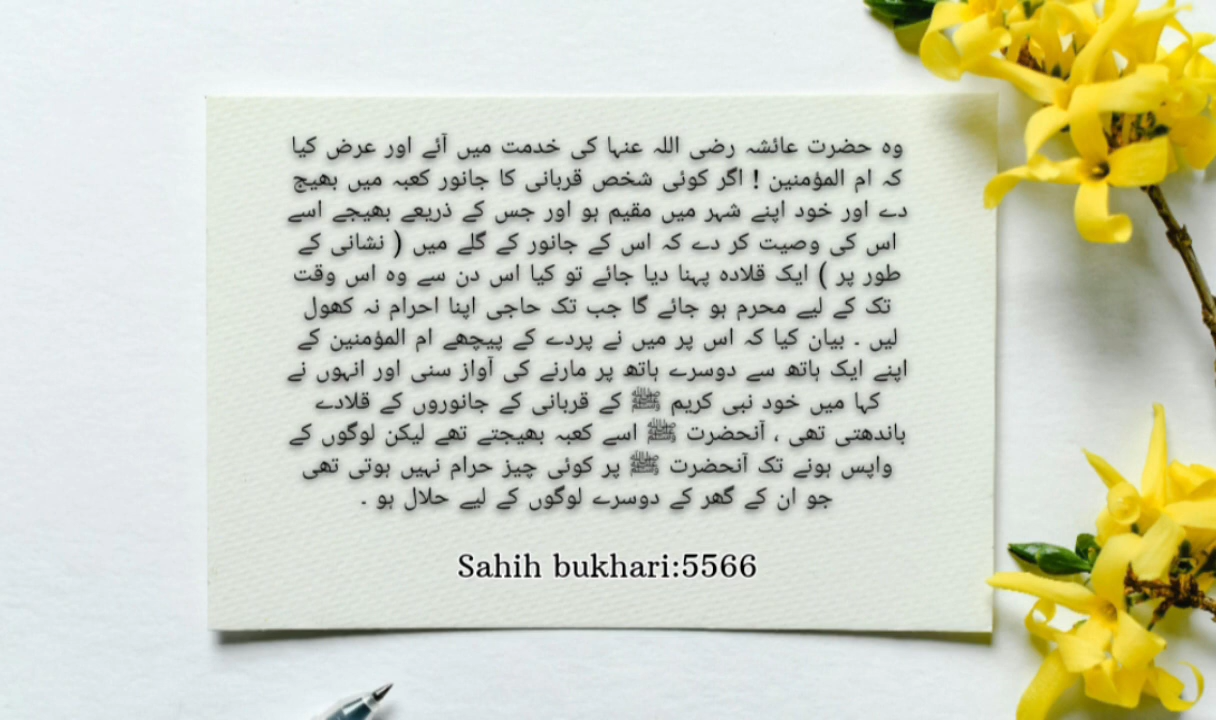 وہ حضرت عائشہ رضی اللہ عنہا کی خدمت میں آئے اور عرض کیا
کہ ام المؤمنین ! اگر کوئی شخص قربانی کا جانور کعبہ میں بھیج
دے اور خود اپنے شہر میں مقیم ہو اور جس کے ذریعے بھیجے اسے
اس کی وصیت کر دے کہ اس کے جانور کے گلے میں ( نشانی کے
طور پر ) ایک قلادہ پہنا دیا جائے تو کیا اس دن سے وہ اس وقت
تک کے لیے محرم ہو جائے گا جب تک حاجی اپنا احرام نہ کھول
لیں ۔ بیان کیا کہ اس پر میں نے پردے کے پیچھے ام المؤمنین کے
اپنے ایک ہاتھ سے دوسرے ہاتھ پر مارنے کی آواز سنی اور انہوں نے
کہا میں خود نبی کریم ﷺ کے قربانی کے جانوروں کے قلادے
باندھتی تھی ، آنحضرت ﷺ اسے کعبہ بھیجتے تھے لیکن لوگوں کے
واپس ہونے تک آنحضرت ﷺ پر کوئی چیز حرام نہیں ہوتی تھی
جو ان کے گھر کے دوسرے لوگوں کے لیے حلال ہو ۔
Sahih bukhari:5566